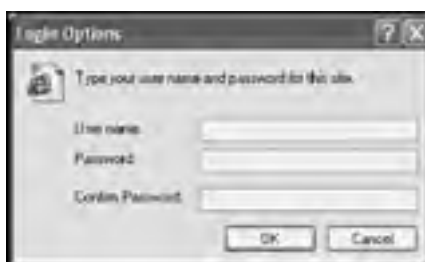 Login Options
Type your user name and password for this site.
User name:
Password:
Confirm Password:
OK Cancel